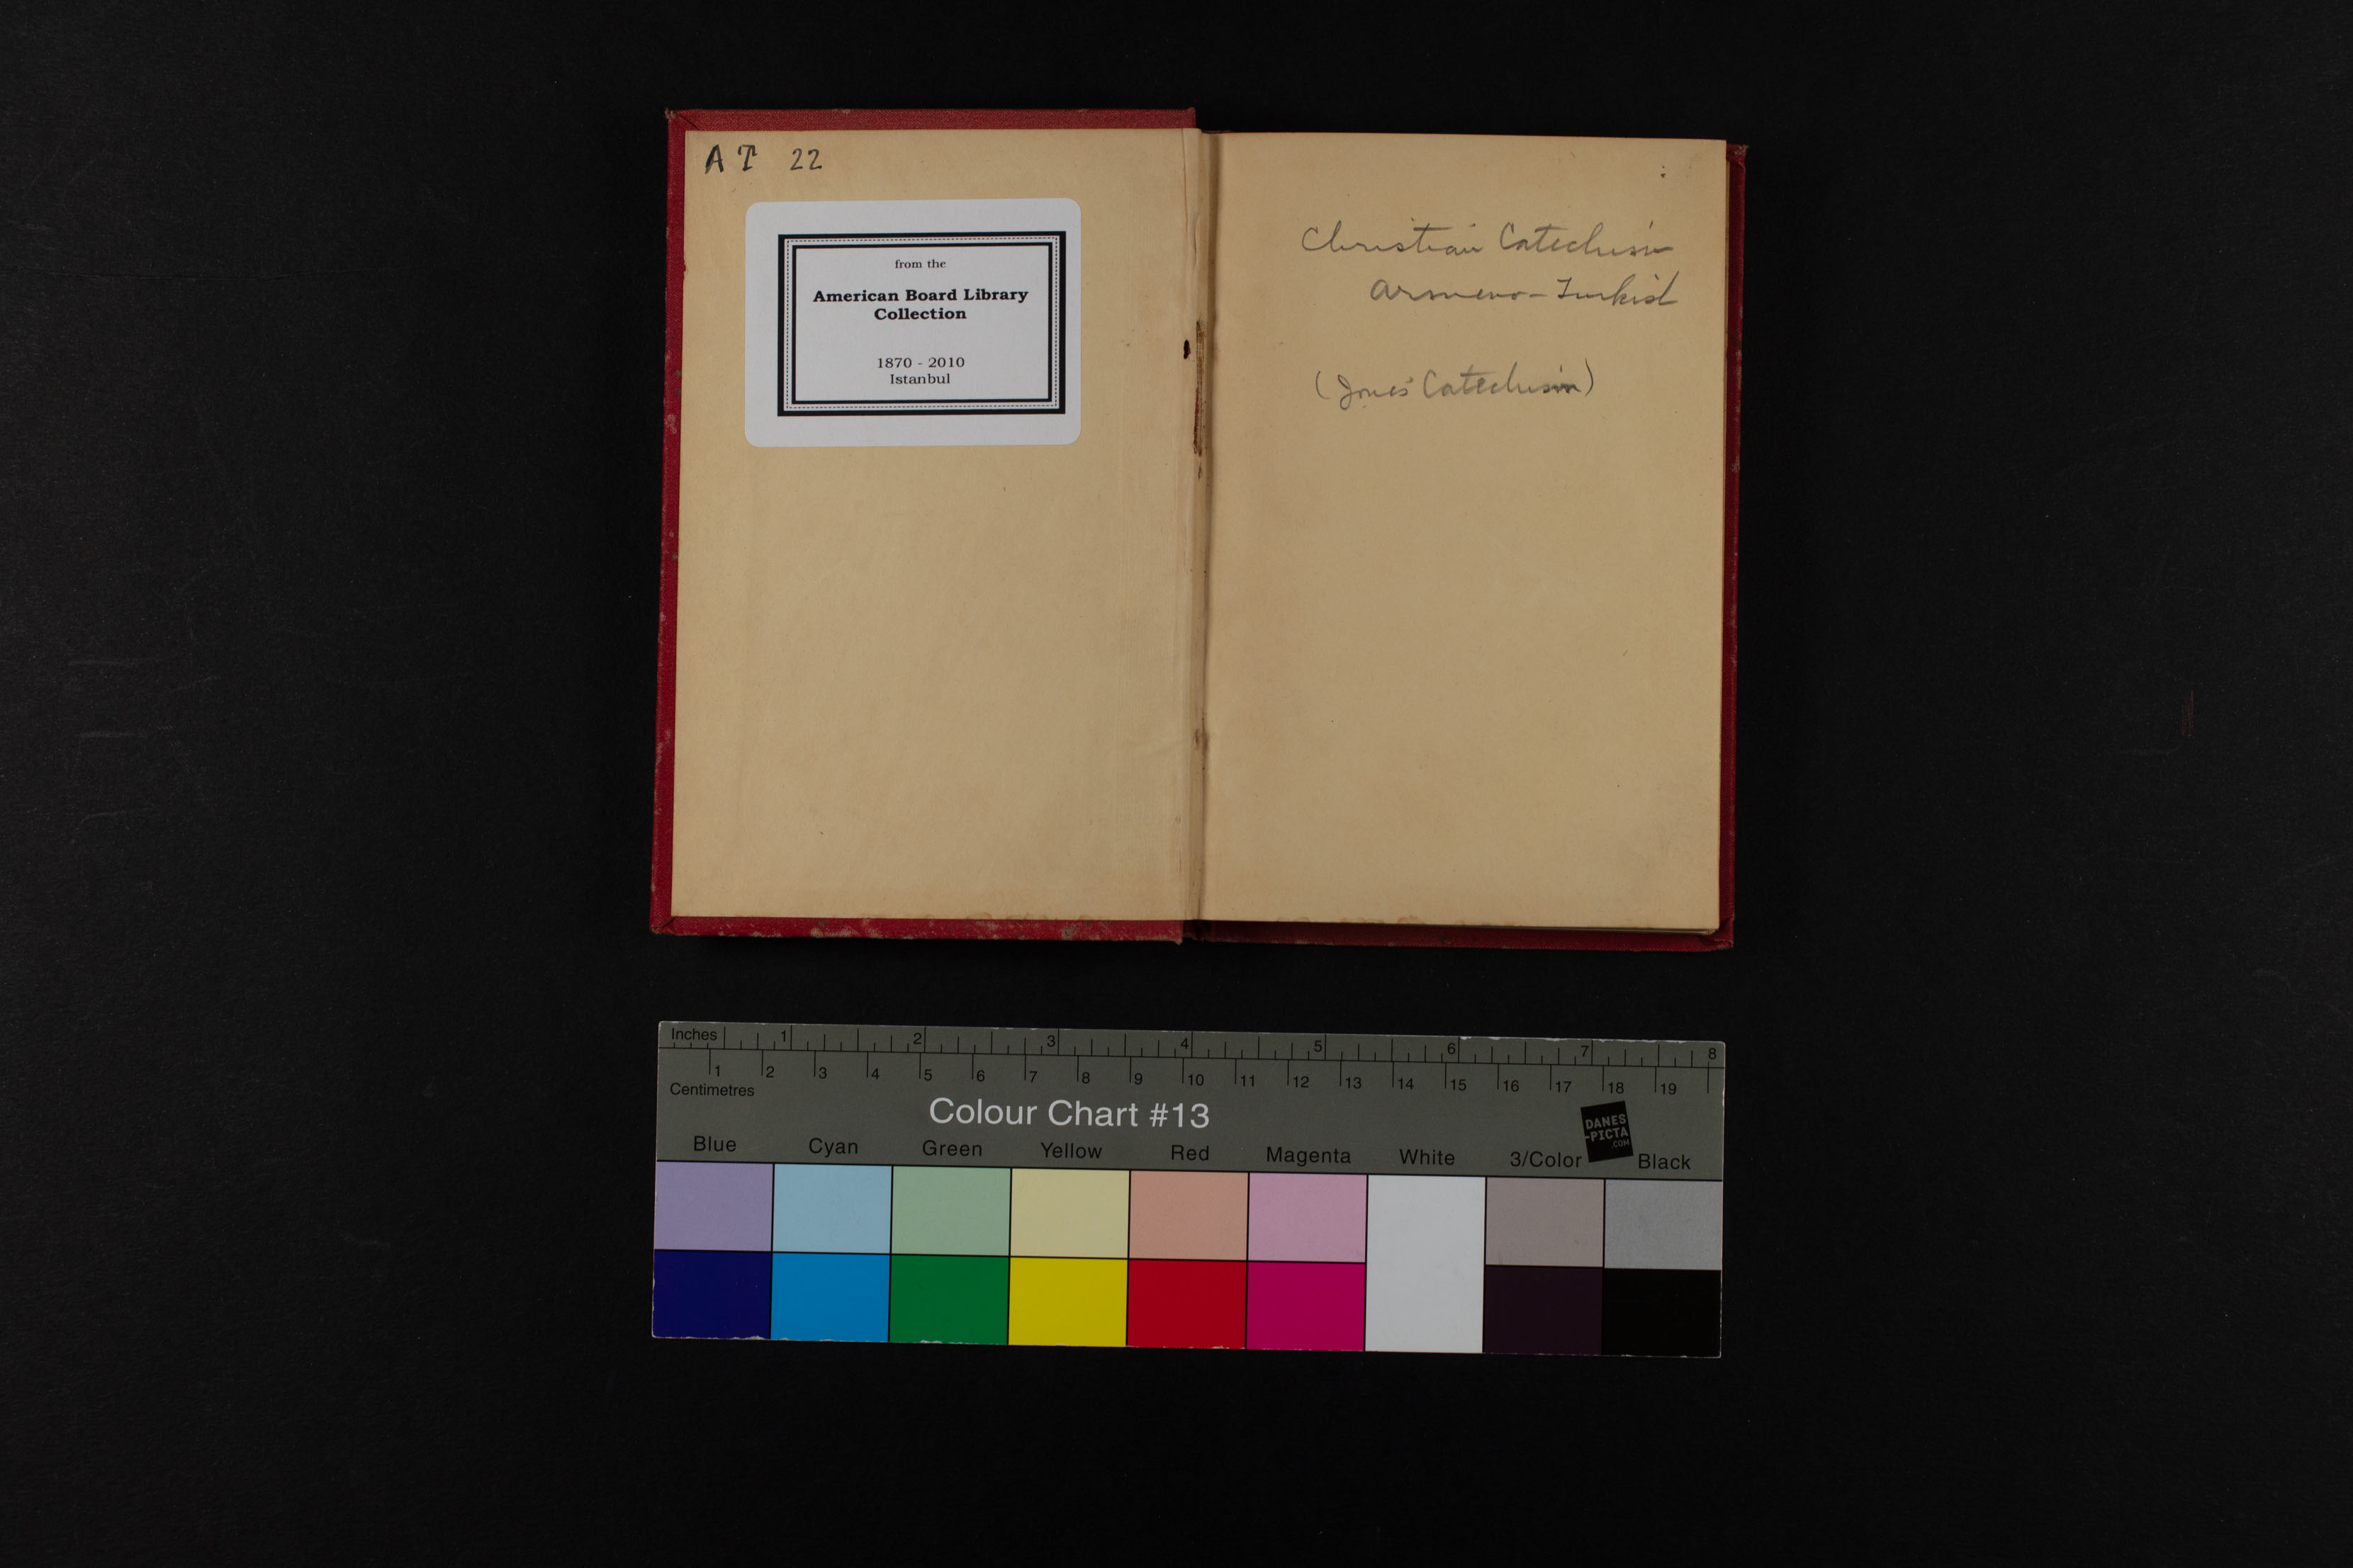 A T 22
from the
American Board Library
Collection
1870 - 2010
Istanbul
Christian Catechism
Armeno-Turkish
(Jones' Catechism)
Inches 1 2 3 4 5 6 7 8
1 2 3 4 5 6 7 8 9 10 11 12 13 14 15 16 17 18 19
Centimetres
Colour Chart #13
DANES
-PICTA
.COM
Blue Cyan Green Yellow Red Magenta White 3/Color Black